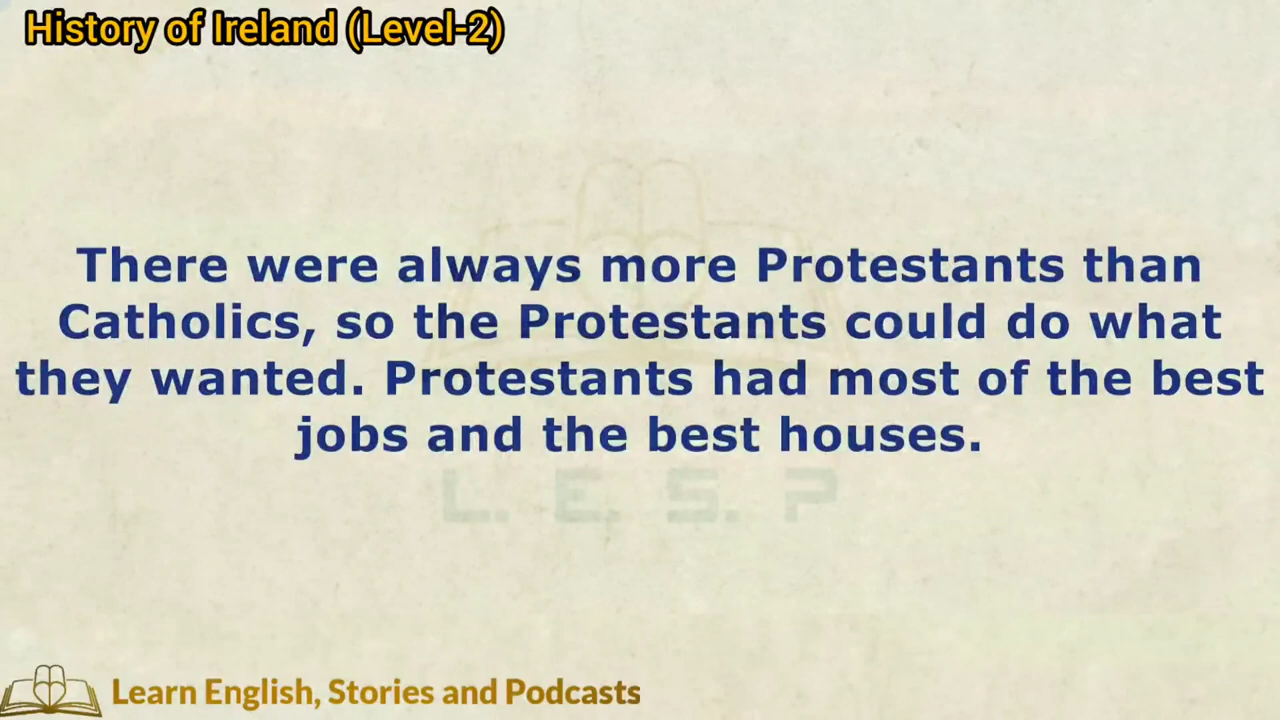 History of Ireland (Level-2)
There were always more Protestants than
Catholics, so the Protestants could do what
they wanted. Protestants had most of the best
jobs and the best houses.
L. E. S. P
Learn English, Stories and Podcasts